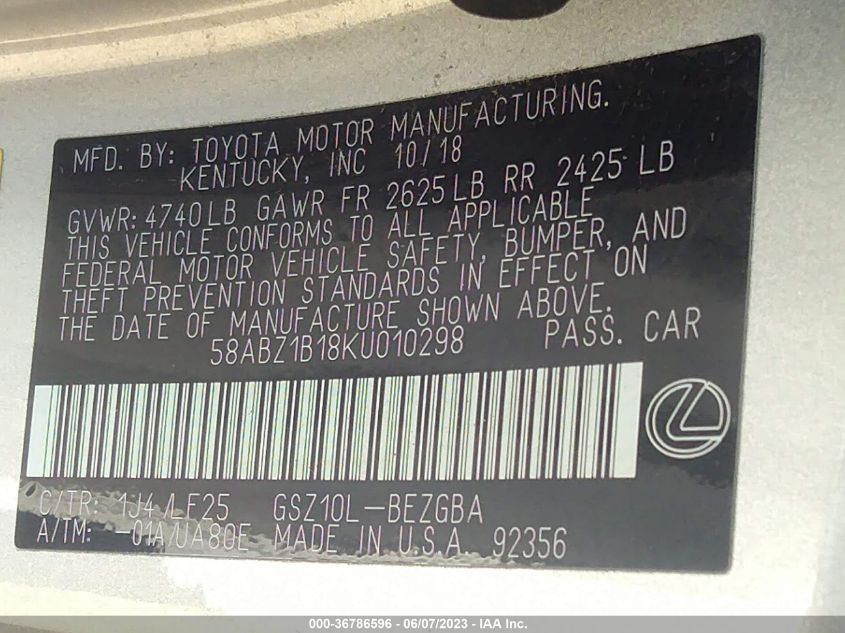 MFD. BY: TOYOTA MOTOR MANUFACTURING.
KENTUCKY, INC 10/18
GVWR: 4740LB GAWR FR 2625LB RR 2425 LB
THIS VEHICLE CONFORMS TO ALL APPLICABLE
FEDERAL MOTOR VEHICLE SAFETY, BUMPER, AND
THEFT PREVENTION STANDARDS IN EFFECT ON
THE DATE OF MANUFACTURE SHOWN ABOVE.
58ABZ1B18KU010298 PASS. CAR
C/TR: 1J4/LF25 GSZ10L-BEZGBA
A/TM: -01A/UA80E MADE IN U.S.A. 92356
000-36786596 - 06/07/2023 - IAA Inc.